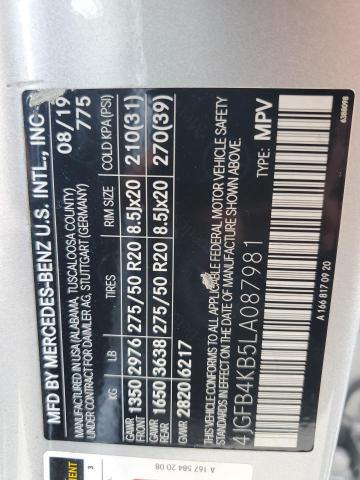 MFD BY MERCEDES-BENZ U.S. INTL., INC
MADE IN USA (ALABAMA, TUSCALOOSA COUNTY)
CONSTRUCTED FOR DAIMLER AG, STUTTGART (GERMANY)
08/19
775
KG LB TIRES RIM SIZE COLD KPA (PSI)
GAWR FRONT 1350 2976 275/50 R20 8.5Jx20 210(31)
GAWR REAR 1650 3638 275/50 R20 8.5Jx20 270(39)
GVWR 2820 6217
THIS VEHICLE CONFORMS TO ALL APPLICABLE FEDERAL MOTOR VEHICLE SAFETY
STANDARDS IN EFFECT ON THE DATE OF MANUFACTURE SHOWN ABOVE.
4JGFB4KB5LA087981 TYPE: MPV
A 166 817 09 20
6388098
A 167 584 20 08
3